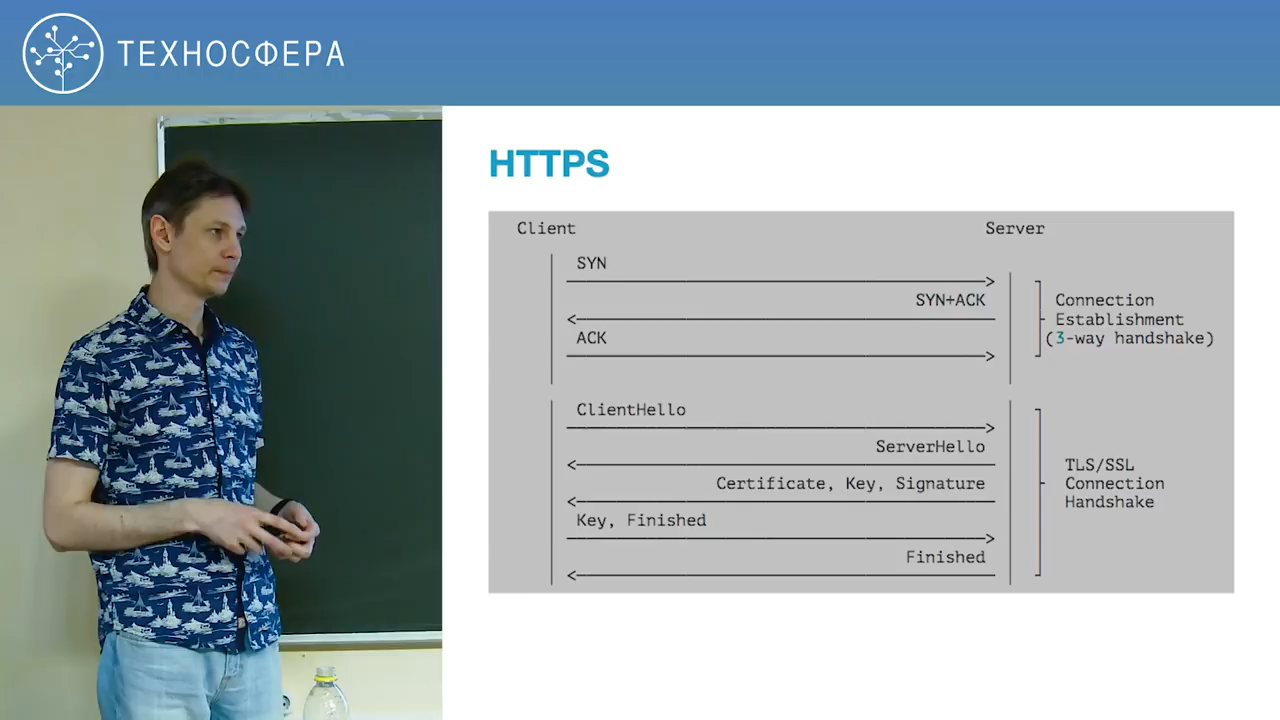 ТЕХНОСФЕРА
HTTPS
Client Server
SYN
SYN+ACK
ACK
Connection
Establishment
(3-way handshake)
ClientHello
ServerHello
Certificate, Key, Signature
Key, Finished
Finished
TLS/SSL
Connection
Handshake